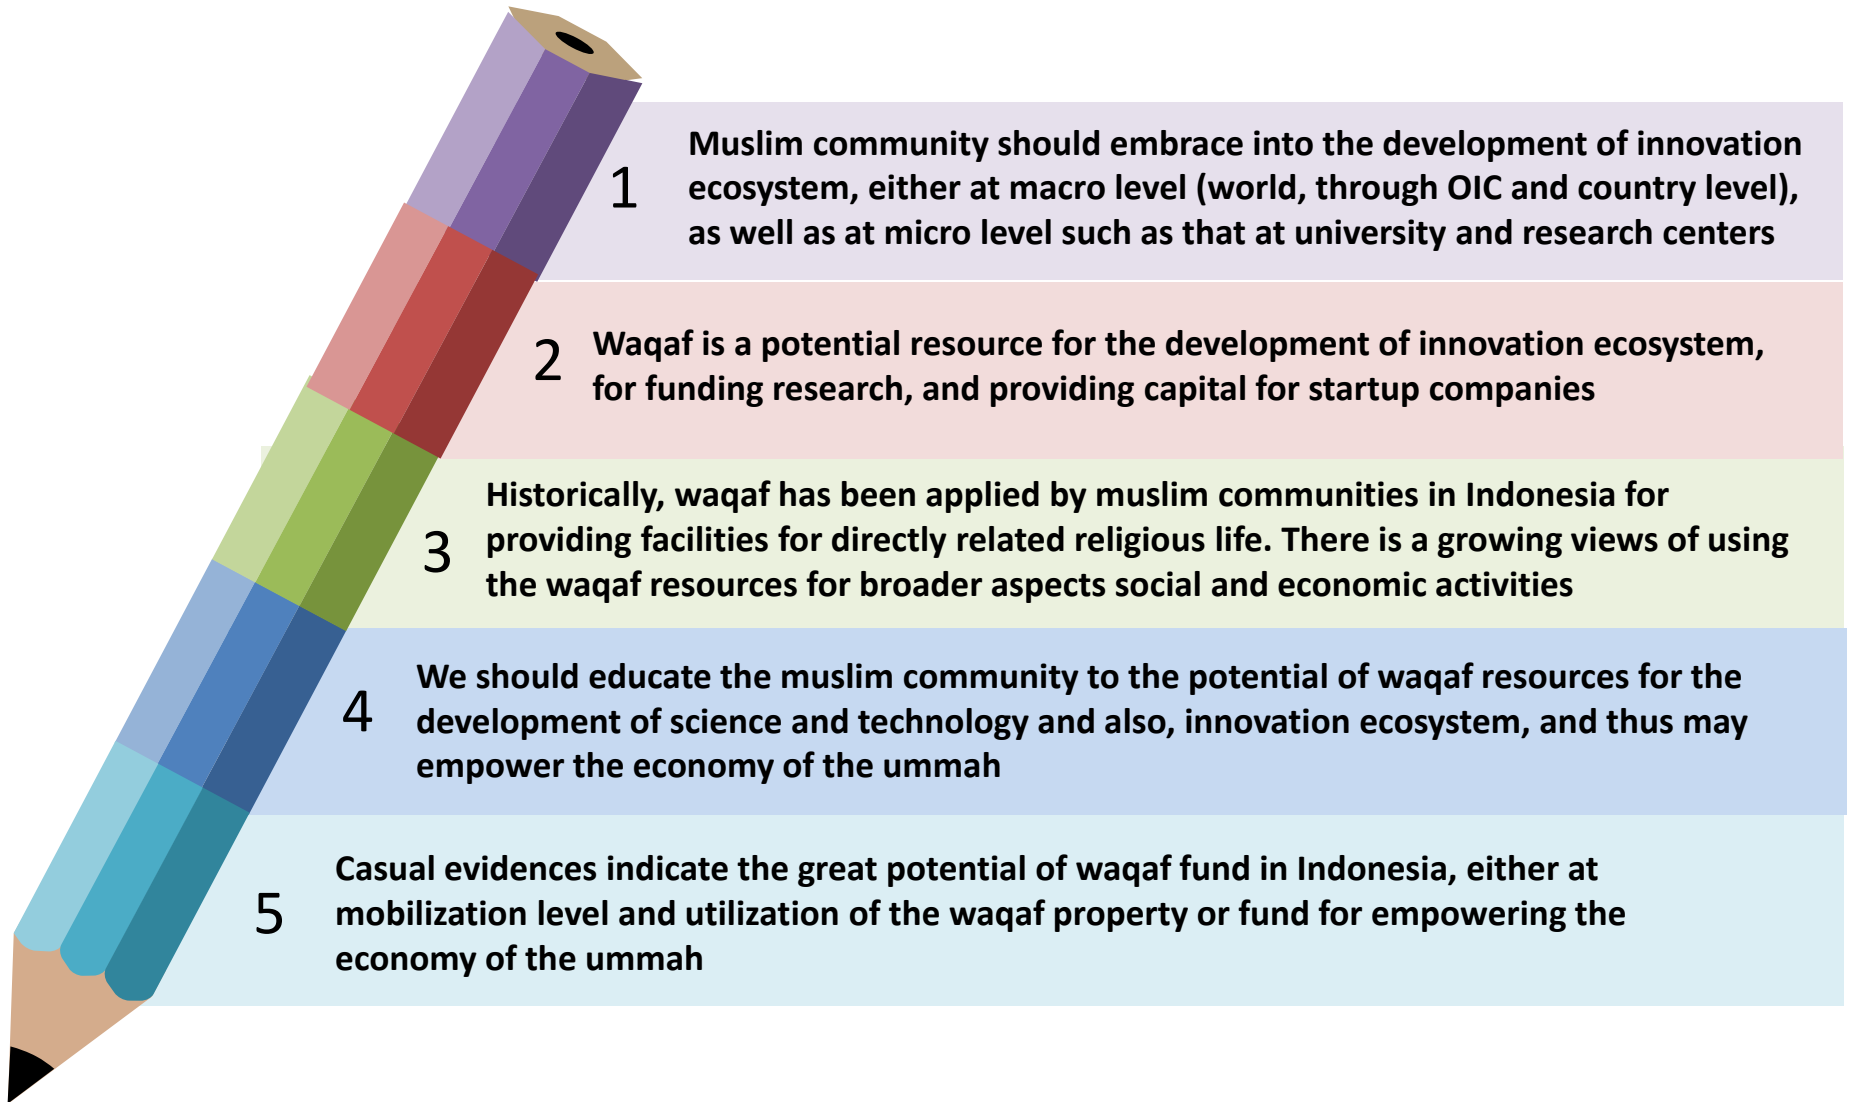 1
Muslim community should embrace into the development of innovation
ecosystem, either at macro level (world, through OIC and country level),
as well as at micro level such as that at university and research centers
2
Waqaf is a potential resource for the development of innovation ecosystem,
for funding research, and providing capital for startup companies
3
Historically, waqaf has been applied by muslim communities in Indonesia for
providing facilities for directly related religious life. There is a growing views of using
the waqaf resources for broader aspects social and economic activities
4
We should educate the muslim community to the potential of waqaf resources for the
development of science and technology and also, innovation ecosystem, and thus may
empower the economy of the ummah
5
Casual evidences indicate the great potential of waqaf fund in Indonesia, either at
mobilization level and utilization of the waqaf property or fund for empowering the
economy of the ummah